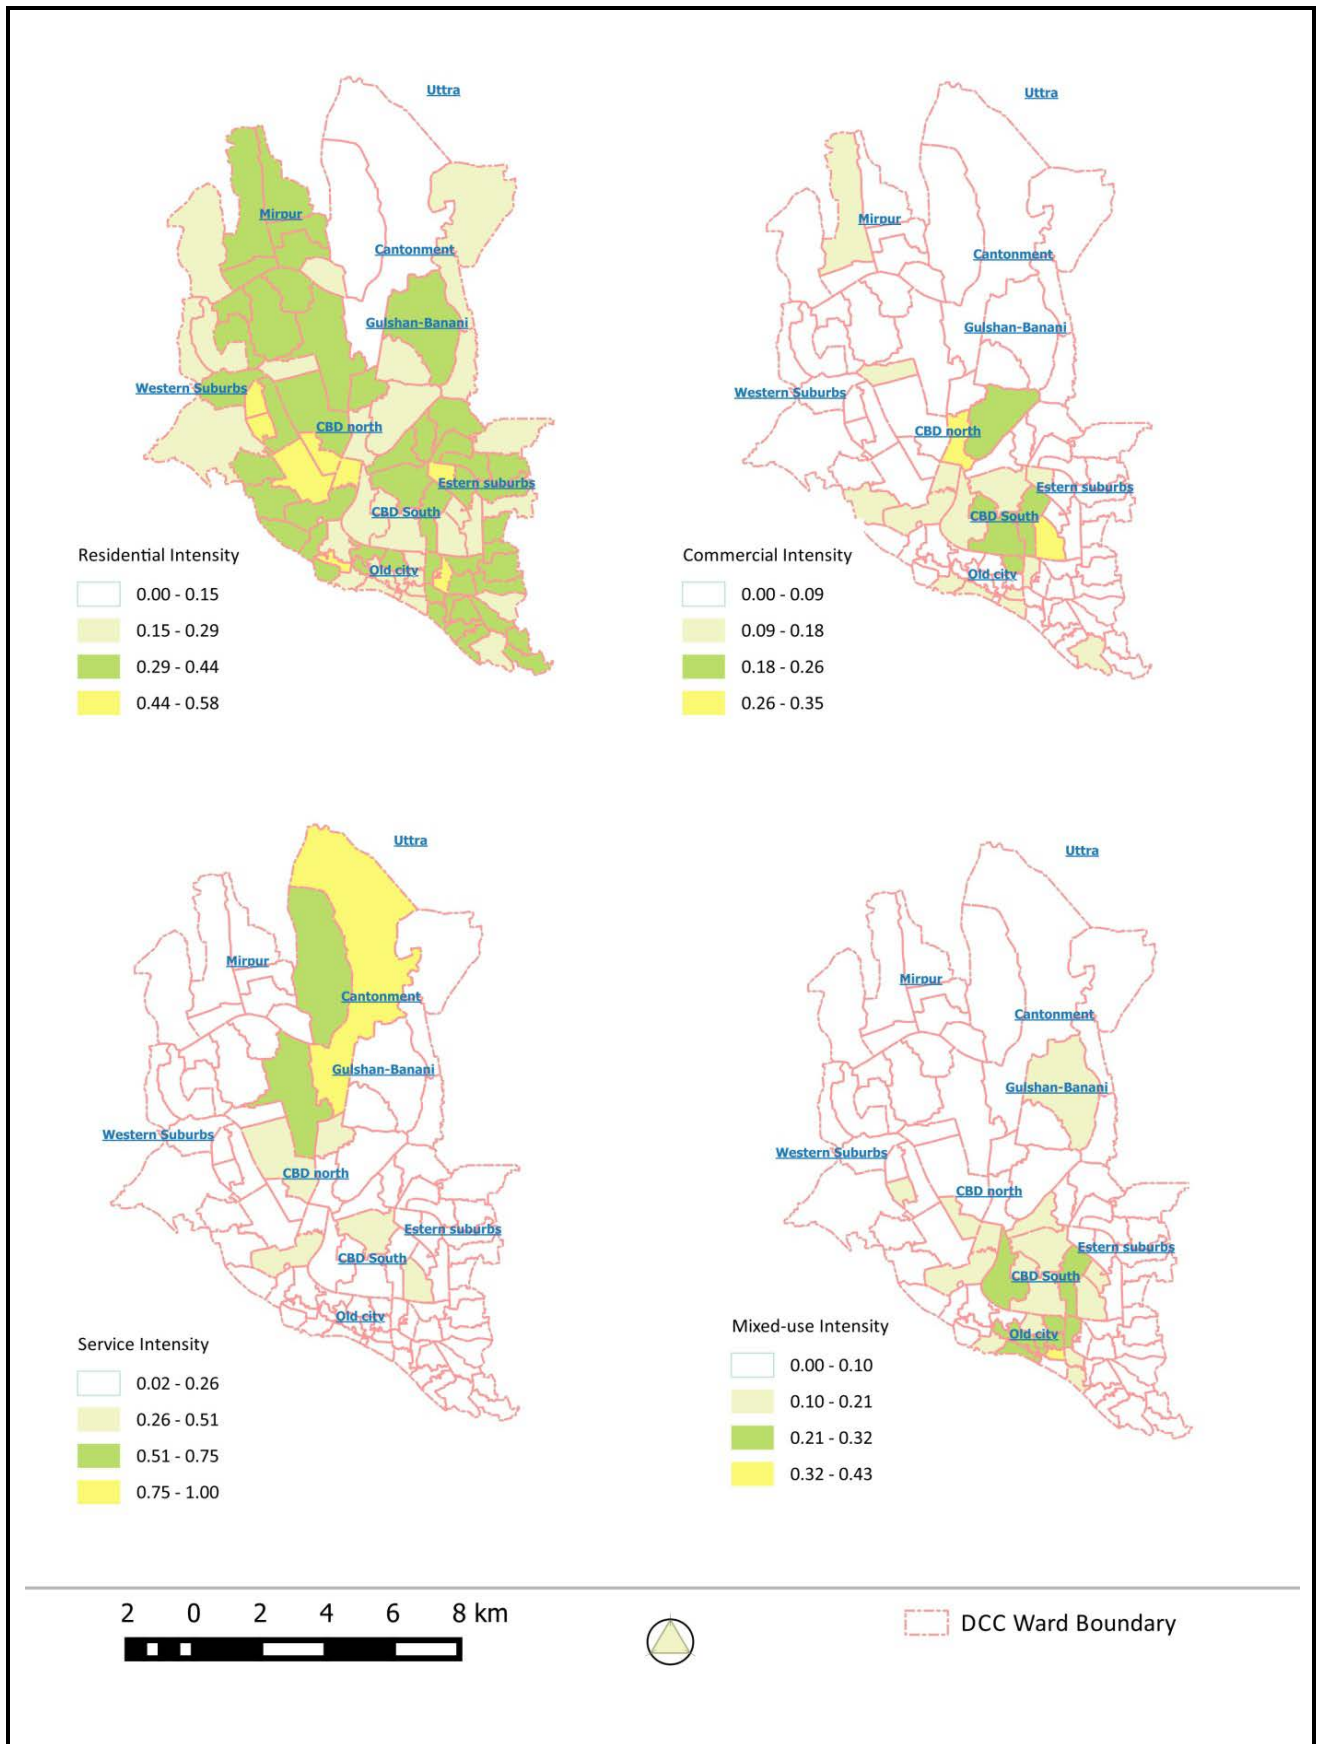 Uttra
Mirpur
Cantonment
Gulshan-Banani
Western Suburbs
CBD north
Estern suburbs
CBD South
Old city
Residential Intensity
0.00 - 0.15
0.15 - 0.29
0.29 - 0.44
0.44 - 0.58
Uttra
Mirpur
Cantonment
Gulshan-Banani
Western Suburbs
CBD north
Estern suburbs
CBD South
Old city
Commercial Intensity
0.00 - 0.09
0.09 - 0.18
0.18 - 0.26
0.26 - 0.35
Uttra
Mirpur
Cantonment
Gulshan-Banani
Western Suburbs
CBD north
Estern suburbs
CBD South
Old city
Service Intensity
0.02 - 0.26
0.26 - 0.51
0.51 - 0.75
0.75 - 1.00
Uttra
Mirpur
Cantonment
Gulshan-Banani
Western Suburbs
CBD north
Estern suburbs
CBD South
Old city
Mixed-use Intensity
0.00 - 0.10
0.10 - 0.21
0.21 - 0.32
0.32 - 0.43
2 0 2 4 6 8 km
DCC Ward Boundary